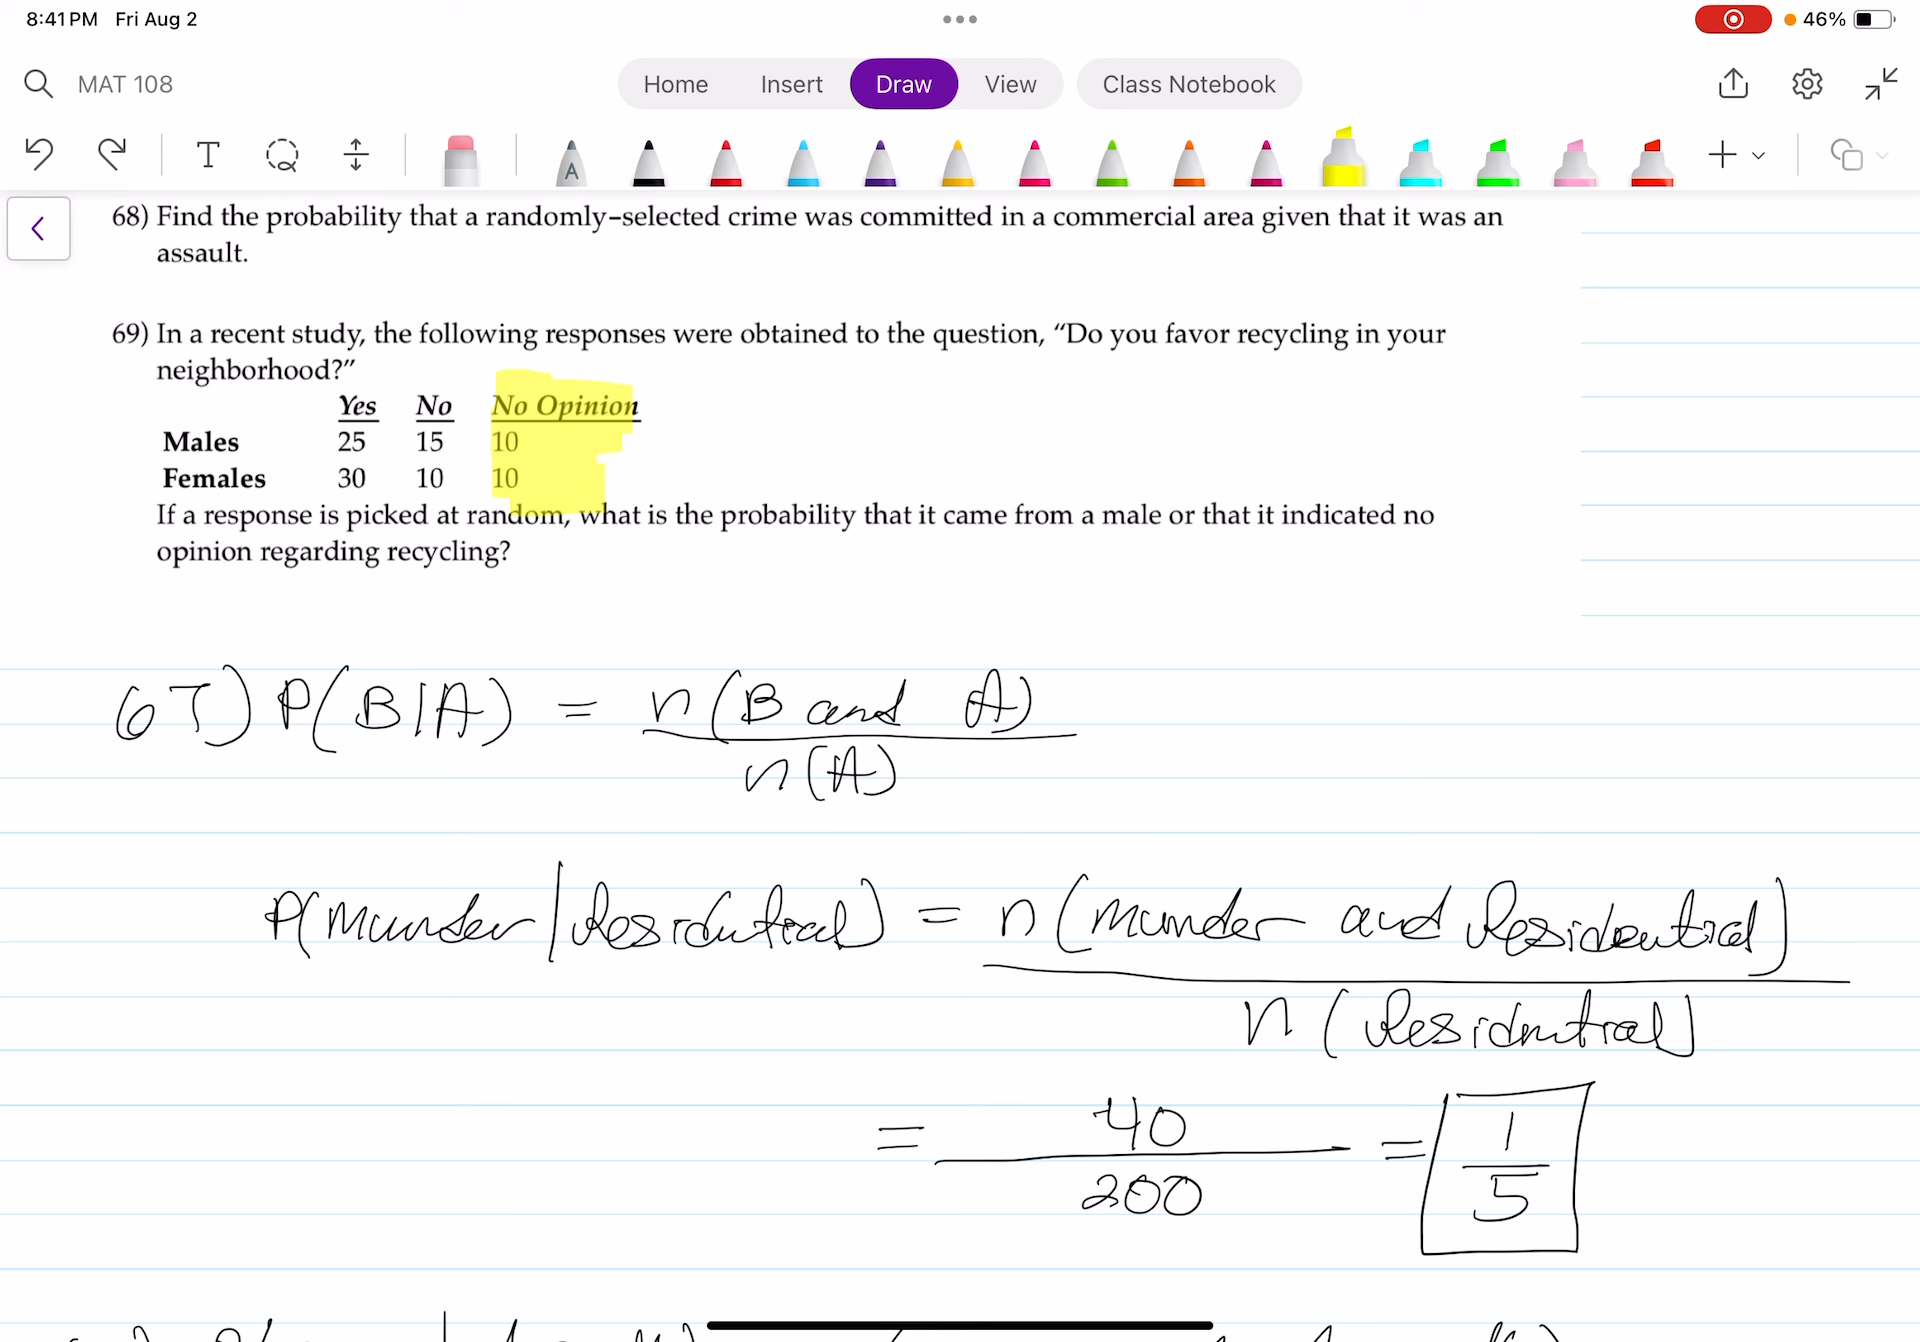 8:41 PM Fri Aug 2
46%
MAT 108
Home Insert Draw View Class Notebook
T A
68) Find the probability that a randomly-selected crime was committed in a commercial area given that it was an
assault.
69) In a recent study, the following responses were obtained to the question, “Do you favor recycling in your
neighborhood?”
Yes No No Opinion
Males 25 15 10
Females 30 10 10
If a response is picked at random, what is the probability that it came from a male or that it indicated no
opinion regarding recycling?
67) P(B|A) = n(B and A)
n(A)
P(Murder | Residential) = n(Murder and Residential)
n(Residential)
= 40 = 1
200 5